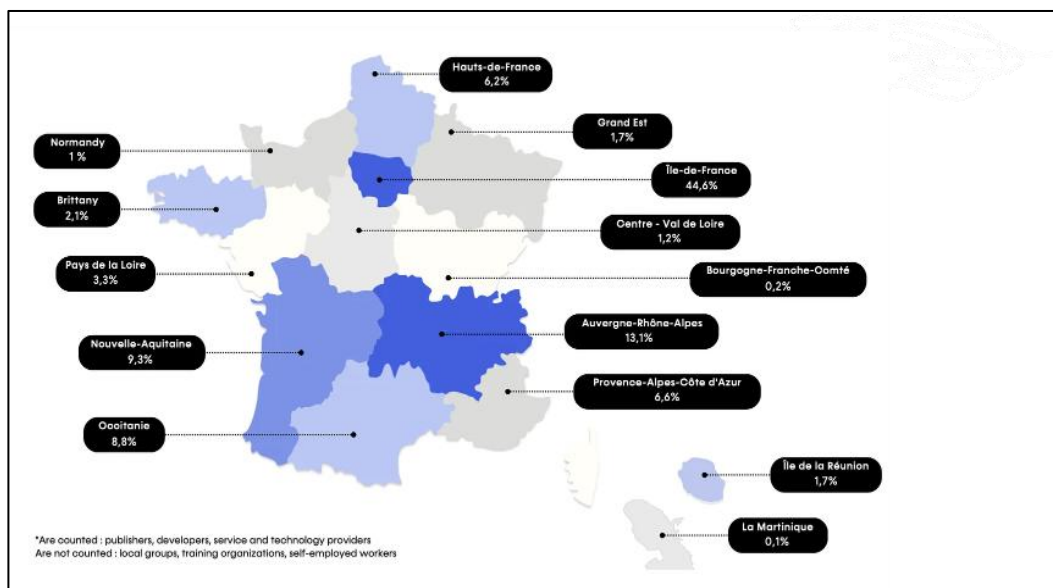 Hauts-de-France
6,2%
Grand Est
1,7%
Normandy
1 %
Île-de-France
44,6%
Brittany
2,1%
Centre - Val de Loire
1,2%
Pays de la Loire
3,3%
Bourgogne-Franche-Comté
0,2%
Auvergne-Rhône-Alpes
13,1%
Nouvelle-Aquitaine
9,3%
Provence-Alpes-Côte d'Azur
6,6%
Occitanie
8,8%
Île de la Réunion
1,7%
La Martinique
0,1%
*Are counted : publishers, developers, service and technology providers
Are not counted : local groups, training organizations, self-employed workers